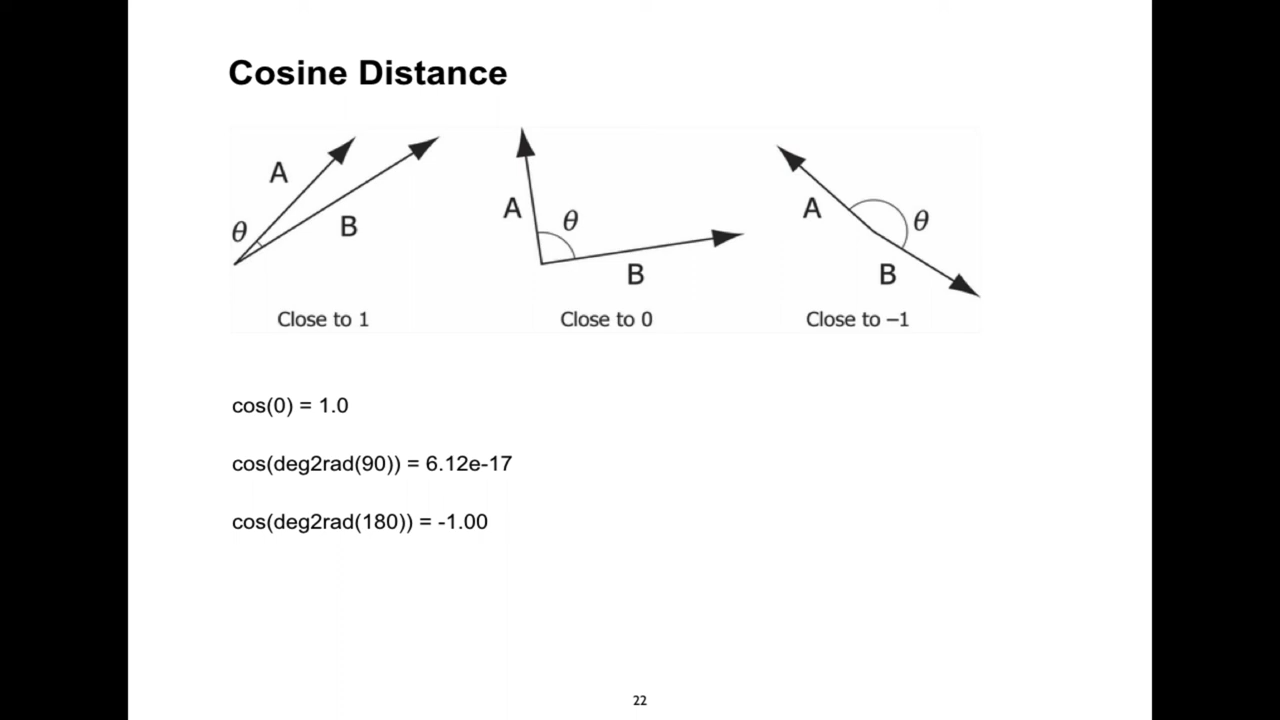 Cosine Distance
A
θ
B
Close to 1
A
θ
B
Close to 0
A
θ
B
Close to –1
cos(0) = 1.0
cos(deg2rad(90)) = 6.12e-17
cos(deg2rad(180)) = -1.00
22